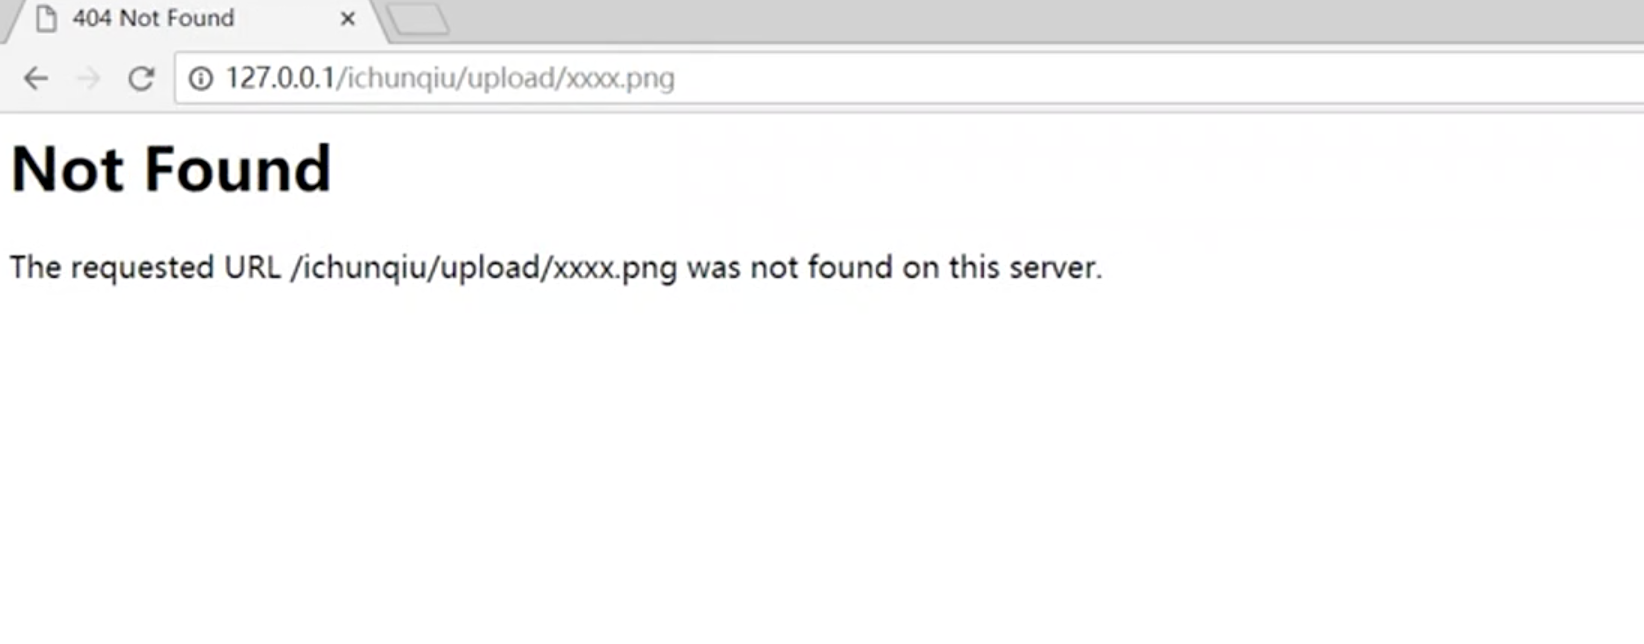 404 Not Found
127.0.0.1/ichunqiu/upload/xxxx.png
Not Found
The requested URL /ichunqiu/upload/xxxx.png was not found on this server.